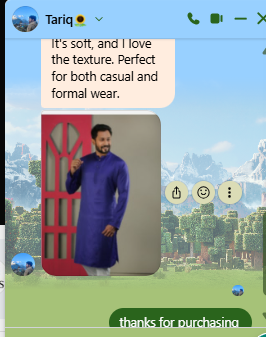 Tariq🌻
It's soft, and I love
the texture. Perfect
for both casual and
formal wear.
thanks for purchasing